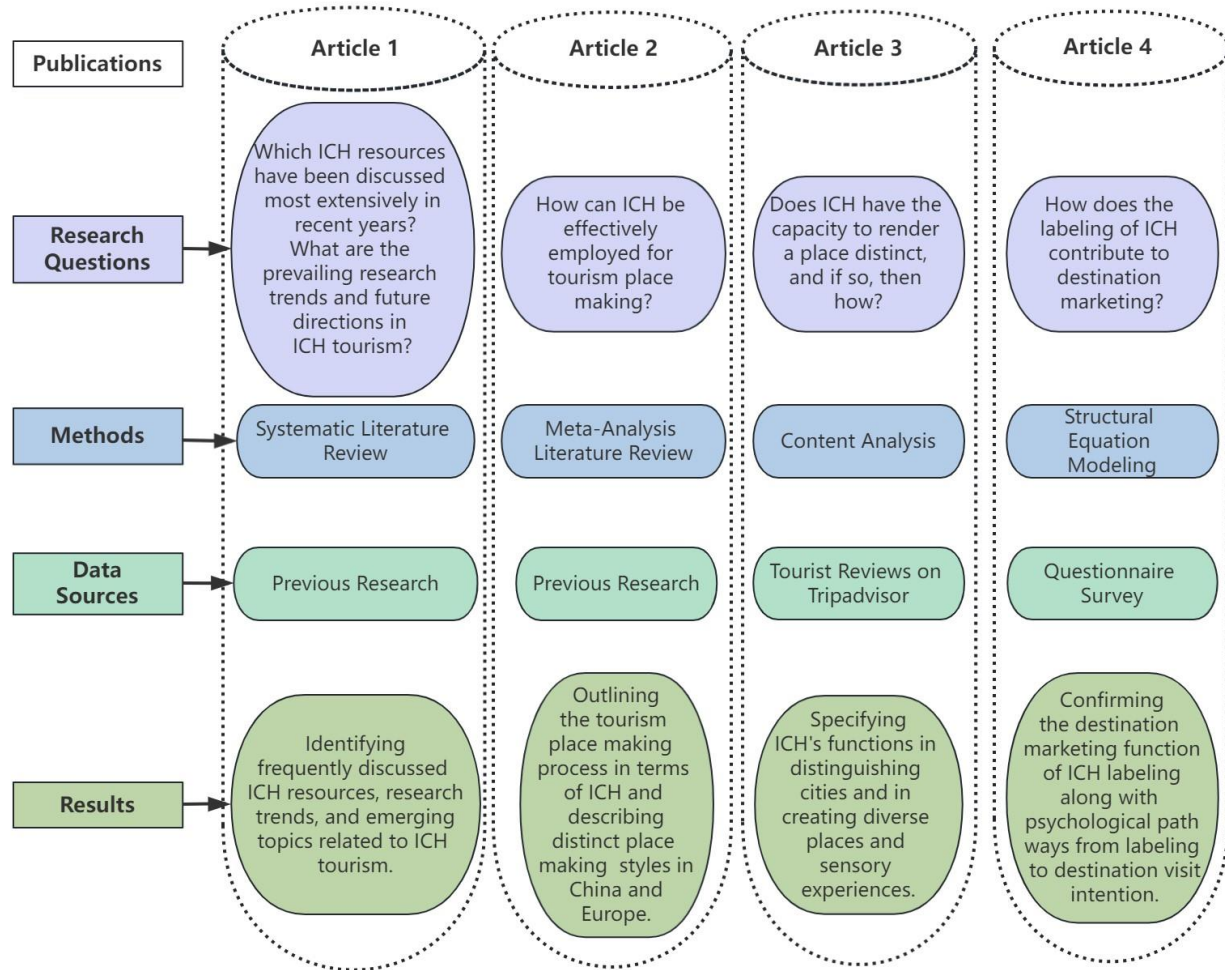 Publications
Article 1
Article 2
Article 3
Article 4
Research
Questions
Which ICH resources
have been discussed
most extensively in
recent years?
What are the
prevailing research
trends and future
directions in
ICH tourism?
How can ICH be
effectively
employed for
tourism place
making?
Does ICH have the
capacity to render
a place distinct,
and if so, then
how?
How does the
labeling of ICH
contribute to
destination
marketing?
Methods
Systematic Literature
Review
Meta-Analysis
Literature Review
Content Analysis
Structural
Equation
Modeling
Data
Sources
Previous Research
Previous Research
Tourist Reviews on
Tripadvisor
Questionnaire
Survey
Results
Identifying
frequently discussed
ICH resources, research
trends, and emerging
topics related to ICH
tourism.
Outlining
the tourism
place making
process in terms
of ICH and
describing
distinct place
making styles in
China and
Europe.
Specifying
ICH's functions in
distinguishing
cities and in
creating diverse
places and
sensory
experiences.
Confirming
the destination
marketing function
of ICH labeling
along with
psychological path
ways from labeling
to destination visit
intention.